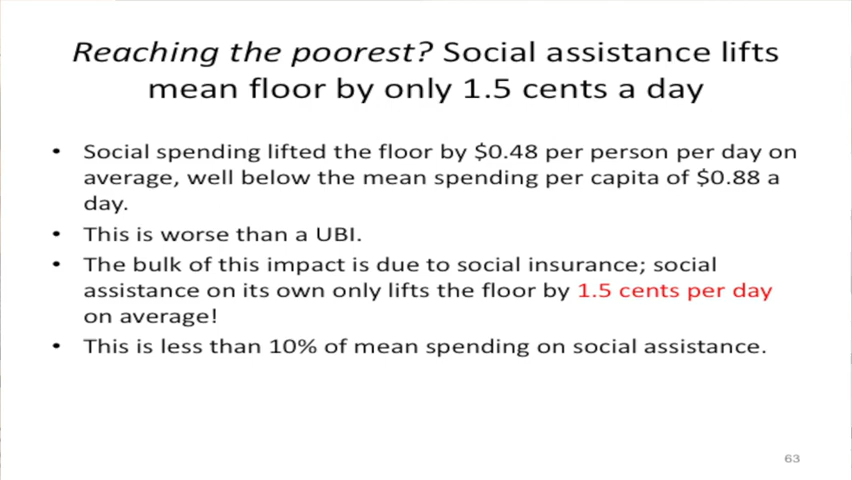 Reaching the poorest? Social assistance lifts
mean floor by only 1.5 cents a day
• Social spending lifted the floor by $0.48 per person per day on
average, well below the mean spending per capita of $0.88 a
day.
• This is worse than a UBI.
• The bulk of this impact is due to social insurance; social
assistance on its own only lifts the floor by 1.5 cents per day
on average!
• This is less than 10% of mean spending on social assistance.
63